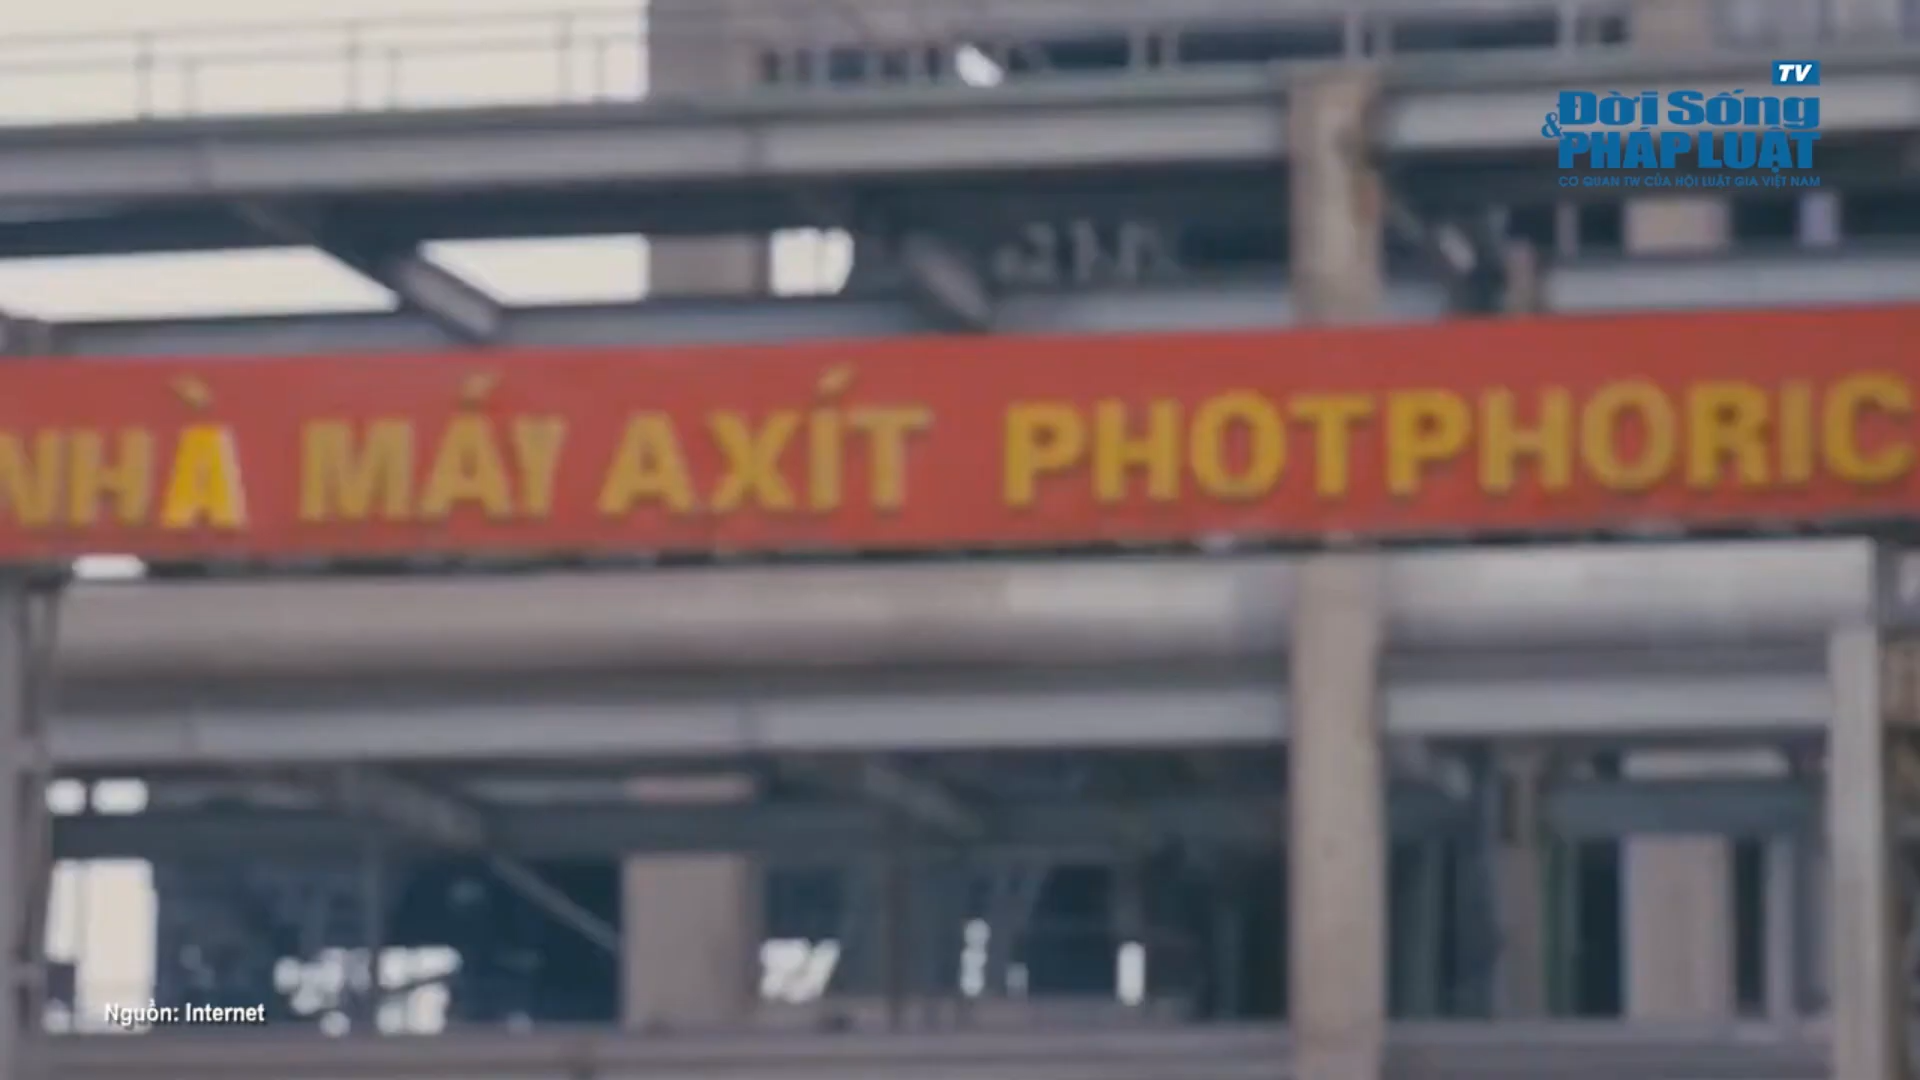 TV
Đời Sống
& PHÁP LUẬT
CƠ QUAN TW CỦA HỘI LUẬT GIA VIỆT NAM
NHÀ MÁY AXÍT PHOTPHORIC
Nguồn: Internet